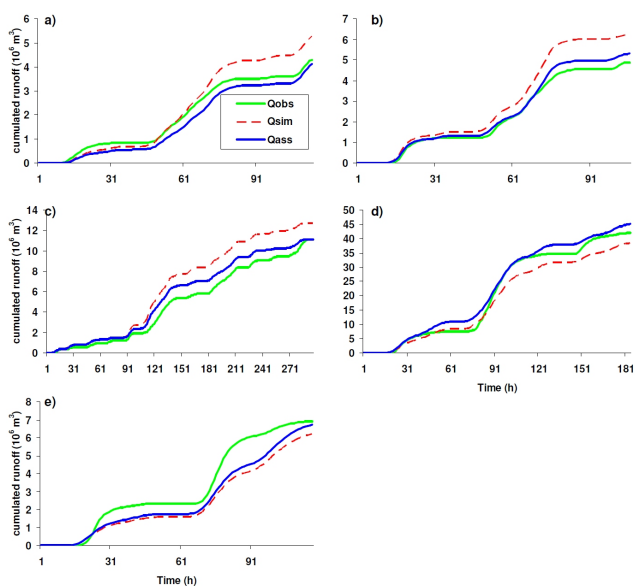 a)
cumulated runoff (10⁶ m³)
6
5
4
3
2
1
0
1 31 61 91
Qobs
Qsim
Qass
b)
7
6
5
4
3
2
1
0
1 31 61 91
c)
cumulated runoff (10⁶ m³)
14
12
10
8
6
4
2
0
1 31 61 91 121 151 181 211 241 271
d)
50
45
40
35
30
25
20
15
10
5
0
1 31 61 91 121 151 181
Time (h)
e)
cumulated runoff (10⁶ m³)
8
7
6
5
4
3
2
1
0
1 31 61 91
Time (h)